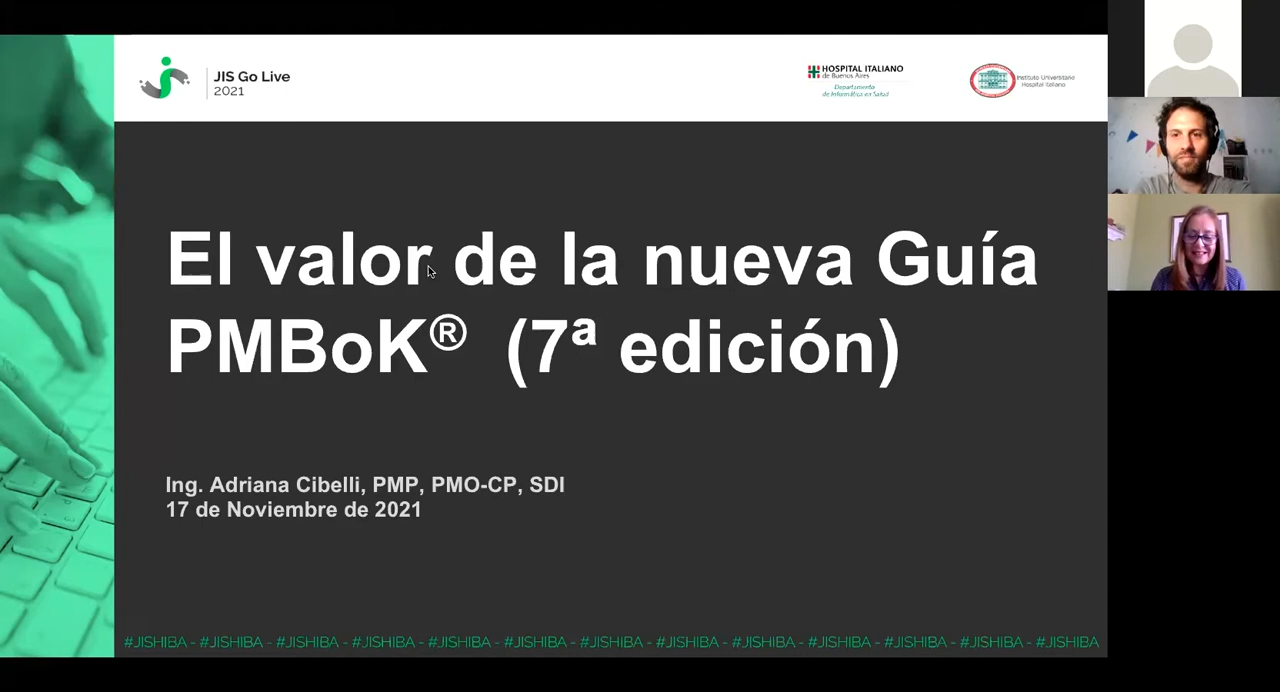 JIS Go Live
2021
HOSPITAL ITALIANO
de Buenos Aires
Departamento
de Informática en Salud
Instituto Universitario
Hospital Italiano
El valor de la nueva Guía
PMBoK® (7ª edición)
Ing. Adriana Cibelli, PMP, PMO-CP, SDI
17 de Noviembre de 2021
#JISHIBA - #JISHIBA - #JISHIBA - #JISHIBA - #JISHIBA - #JISHIBA - #JISHIBA - #JISHIBA - #JISHIBA - #JISHIBA - #JISHIBA - #JISHIBA - #JISHIBA